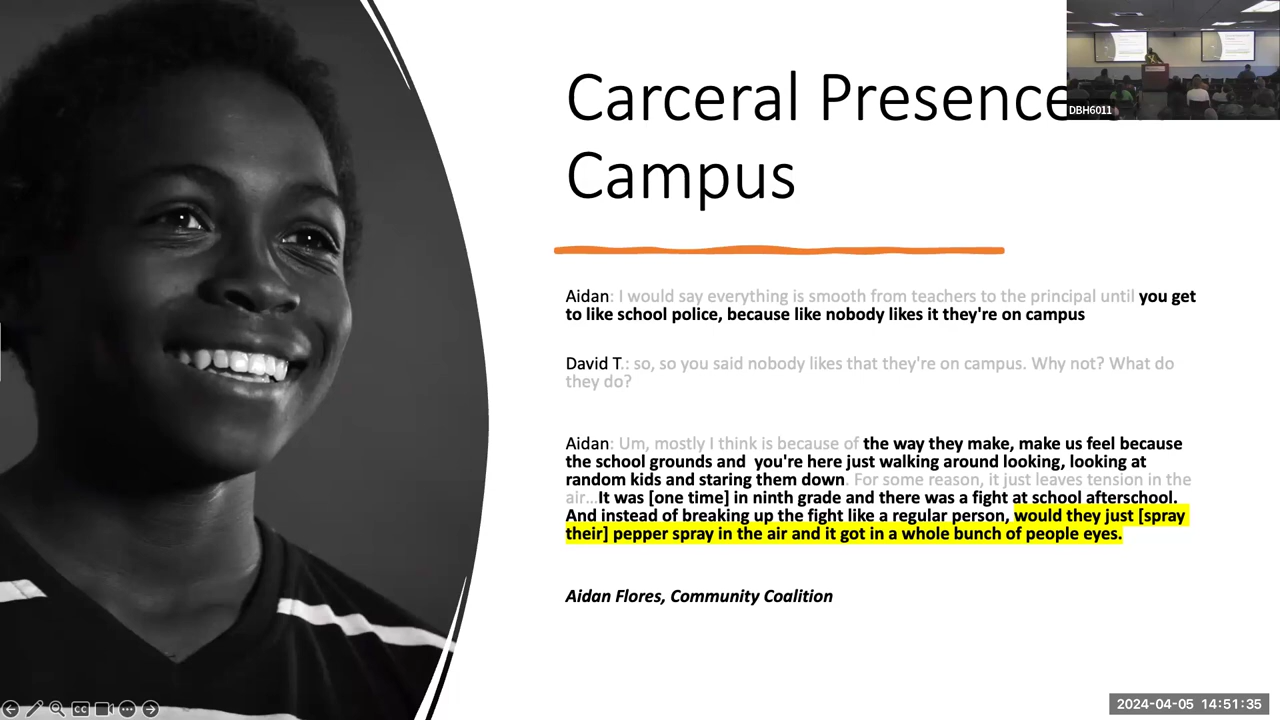 Carceral Presence
Campus
DBH6011
Aidan: I would say everything is smooth from teachers to the principal until you get
to like school police, because like nobody likes it they're on campus
David T.: so, so you said nobody likes that they're on campus. Why not? What do
they do?
Aidan: Um, mostly I think is because of the way they make, make us feel because
the school grounds and  you're here just walking around looking, looking at
random kids and staring them down. For some reason, it just leaves tension in the
air…It was [one time] in ninth grade and there was a fight at school afterschool.
And instead of breaking up the fight like a regular person, would they just [spray
their] pepper spray in the air and it got in a whole bunch of people eyes.
Aidan Flores, Community Coalition
CC
2024-04-05 14:51:35